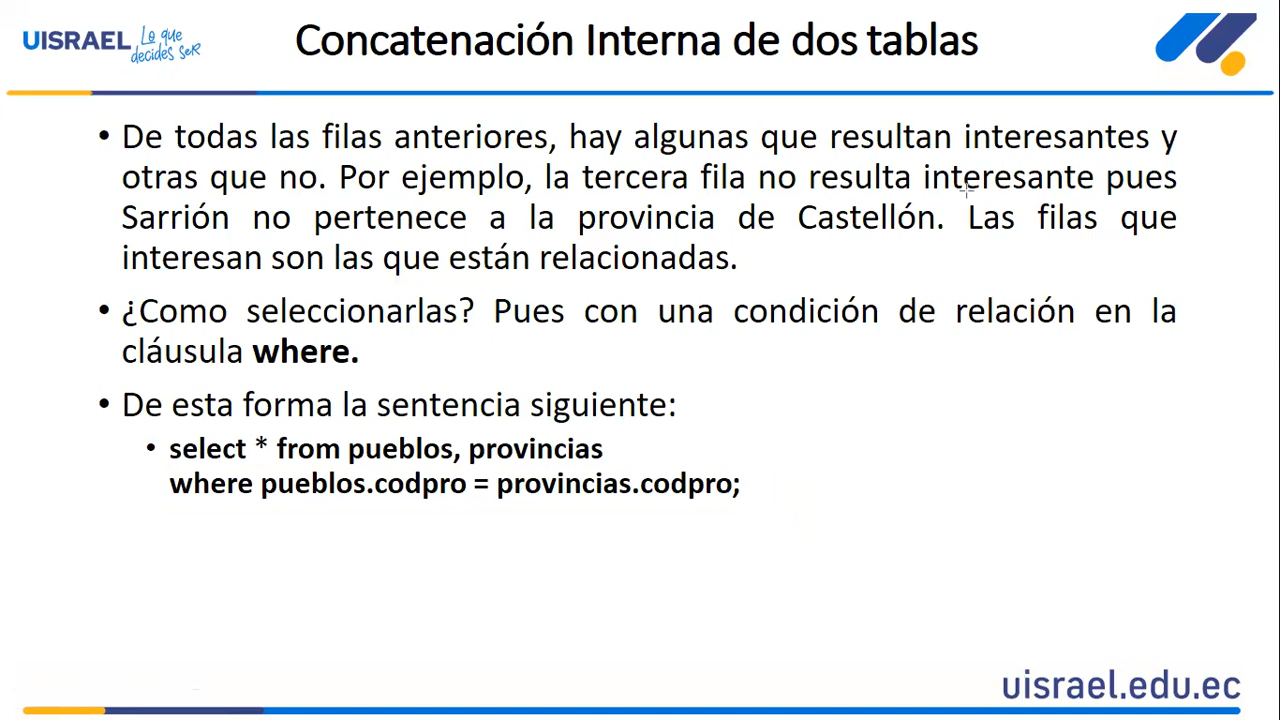 UISRAEL Lo que decides seR
Concatenación Interna de dos tablas
• De todas las filas anteriores, hay algunas que resultan interesantes y
otras que no. Por ejemplo, la tercera fila no resulta interesante pues
Sarrión no pertenece a la provincia de Castellón. Las filas que
interesan son las que están relacionadas.
• ¿Como seleccionarlas? Pues con una condición de relación en la
cláusula where.
• De esta forma la sentencia siguiente:
• select * from pueblos, provincias
where pueblos.codpro = provincias.codpro;
uisrael.edu.ec